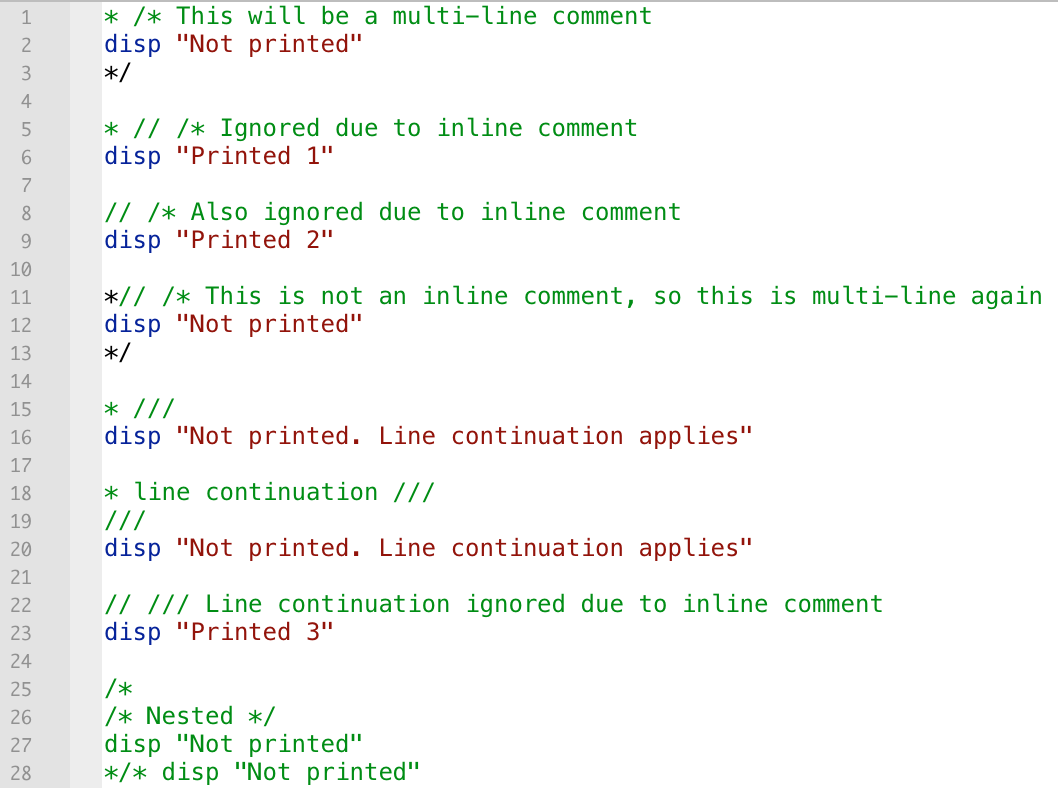 1 * /* This will be a multi-line comment
2 disp "Not printed"
3 */
4
5 * // /* Ignored due to inline comment
6 disp "Printed 1"
7
8 // /* Also ignored due to inline comment
9 disp "Printed 2"
10
11 *// /* This is not an inline comment, so this is multi-line again
12 disp "Not printed"
13 */
14
15 * ///
16 disp "Not printed. Line continuation applies"
17
18 * line continuation ///
19 ///
20 disp "Not printed. Line continuation applies"
21
22 // /// Line continuation ignored due to inline comment
23 disp "Printed 3"
24
25 /*
26 /* Nested */
27 disp "Not printed"
28 */* disp "Not printed"